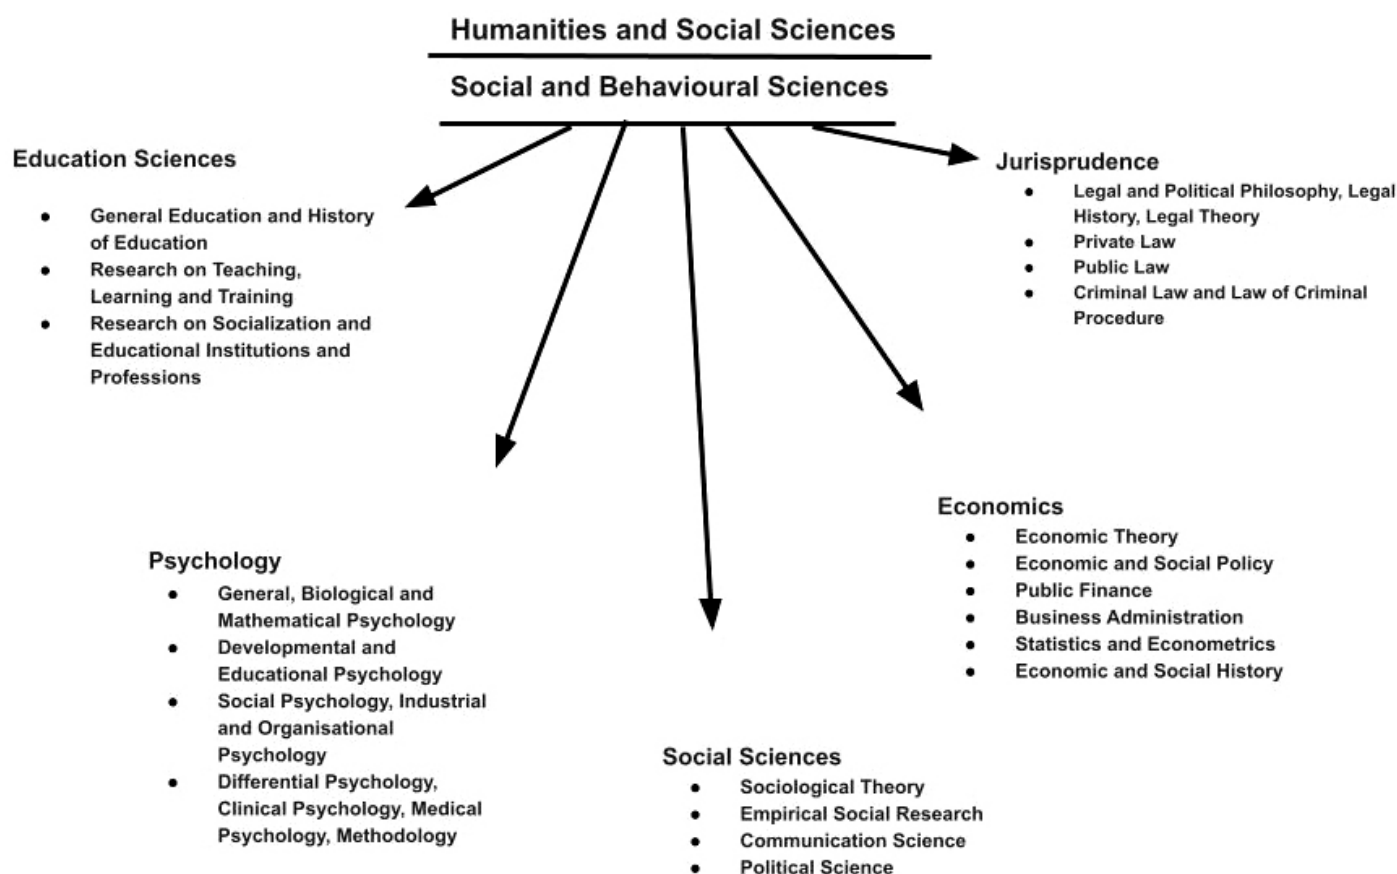 Humanities and Social Sciences
Social and Behavioural Sciences
Education Sciences
● General Education and History
of Education
● Research on Teaching,
Learning and Training
● Research on Socialization and
Educational Institutions and
Professions
Psychology
● General, Biological and
Mathematical Psychology
● Developmental and
Educational Psychology
● Social Psychology, Industrial
and Organisational
Psychology
● Differential Psychology,
Clinical Psychology, Medical
Psychology, Methodology
Social Sciences
● Sociological Theory
● Empirical Social Research
● Communication Science
● Political Science
Economics
● Economic Theory
● Economic and Social Policy
● Public Finance
● Business Administration
● Statistics and Econometrics
● Economic and Social History
Jurisprudence
● Legal and Political Philosophy, Legal
History, Legal Theory
● Private Law
● Public Law
● Criminal Law and Law of Criminal
Procedure